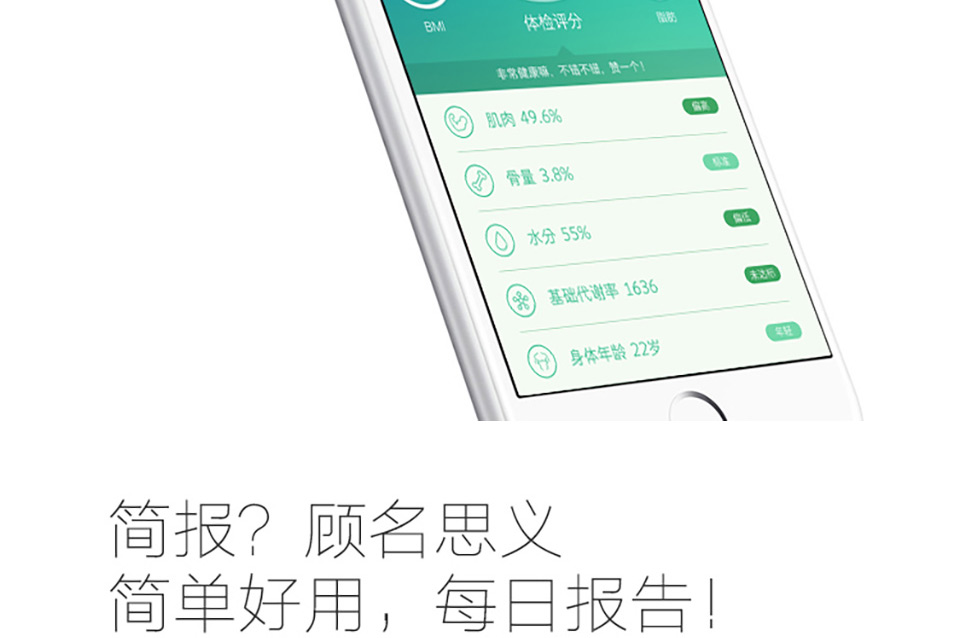 BMI
体检评分
脂肪
非常健康嘛，不错不错，赞一个！
肌肉 49.6% 偏高
骨量 3.8% 标准
水分 55% 偏低
基础代谢率 1636 未达标
身体年龄 22岁 年轻
简报？顾名思义
简单好用，每日报告！